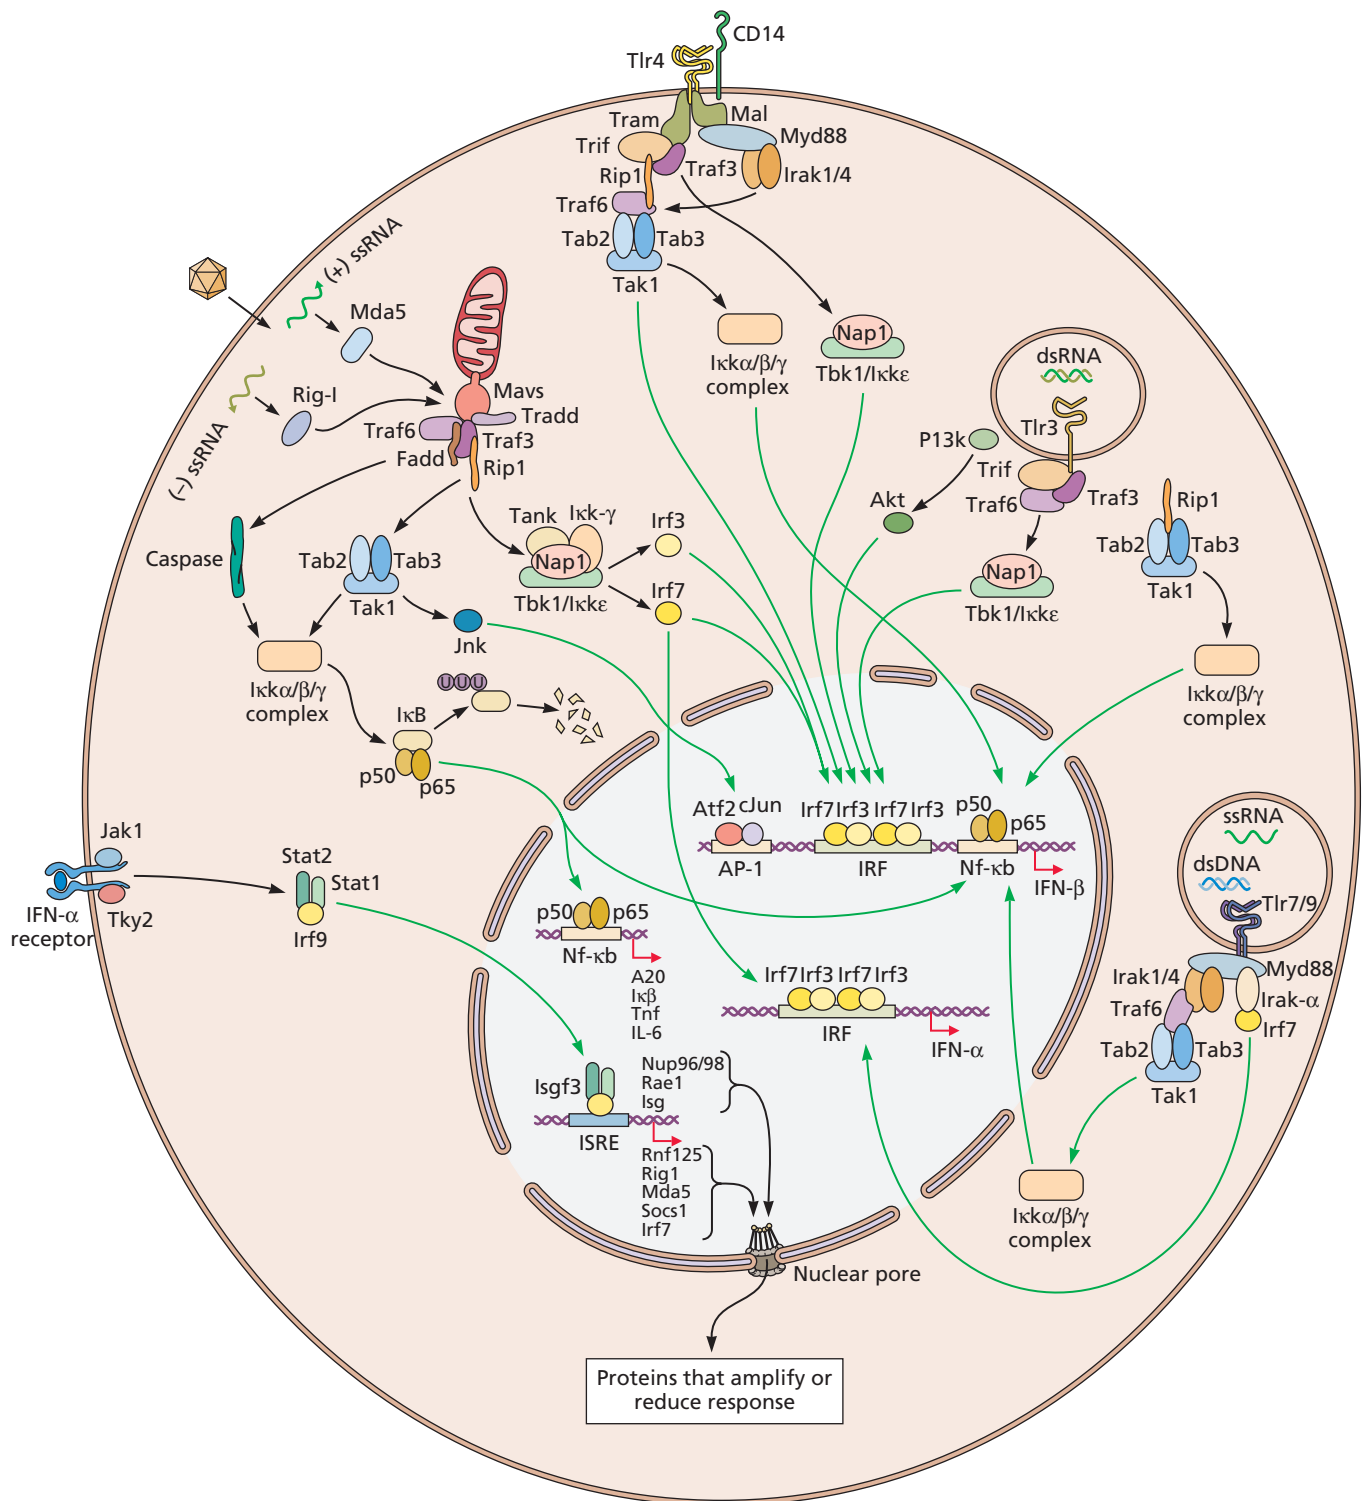 CD14
Tlr4
Tram
Mal
Trif
Myd88
Rip1
Traf3
Irak1/4
Traf6
Tab2
Tab3
Tak1
(+) ssRNA
Mda5
(–) ssRNA
Rig-I
Mavs
Tradd
Traf6
Traf3
Fadd
Rip1
Iκkα/β/γ
complex
Nap1
Tbk1/Iκkε
dsRNA
Tlr3
P13k
Trif
Traf6
Traf3
Akt
Nap1
Tbk1/Iκkε
Rip1
Tab2
Tab3
Tak1
Iκkα/β/γ
complex
Caspase
Tab2
Tab3
Tak1
Tank
Iκk-γ
Nap1
Tbk1/Iκkε
Irf3
Irf7
Jnk
Iκkα/β/γ
complex
UUU
IκB
p50
p65
Atf2
cJun
AP-1
Irf7 Irf3 Irf7 Irf3
IRF
p50
p65
Nf-κb
IFN-β
Jak1
IFN-α
receptor
Tky2
Stat2
Stat1
Irf9
p50
p65
Nf-κb
A20
Iκβ
Tnf
IL-6
Irf7 Irf3 Irf7 Irf3
IRF
IFN-α
ssRNA
dsDNA
Tlr7/9
Myd88
Irak1/4
Irak-α
Traf6
Irf7
Tab2
Tab3
Tak1
Iκkα/β/γ
complex
Isgf3
ISRE
Nup96/98
Rae1
Isg
Rnf125
Rig1
Mda5
Socs1
Irf7
Nuclear pore
Proteins that amplify or
reduce response